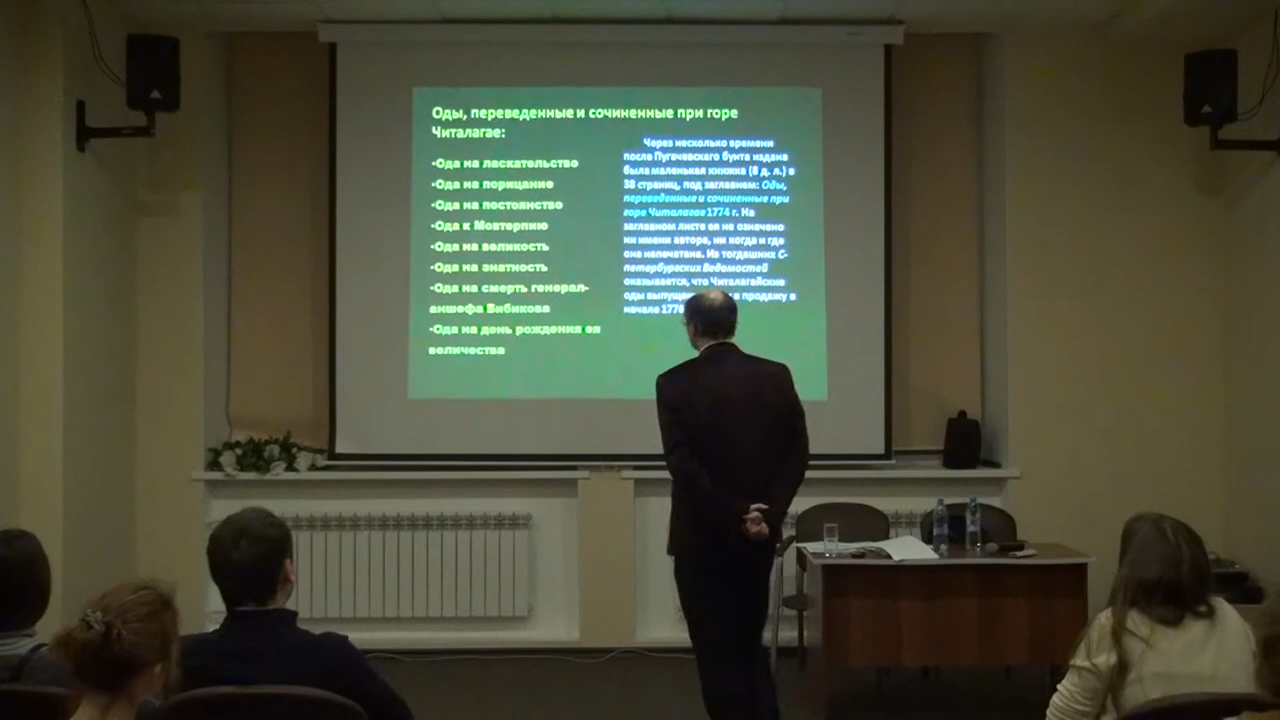 Оды, переведенные и сочиненные при горе
Читалагае:
•Ода на ласкательство
•Ода на порицание
•Ода на постоянство
•Ода к Мовтерпию
•Ода на великость
•Ода на знатность
•Ода на смерть генерал-
аншефа Бибикова
•Ода на день рождения ея
величества
Через несколько времени
после Пугачевскаго бунта издана
была маленькая книжка (8 д. л.) в
38 страниц, под заглавием: Оды,
переведенные и сочиненные при
горе Читалагае 1774 г. На
заглавном листе ея не означено
ни имени автора, ни когда и где
она напечатана. Из тогдашних С-
петербургских Ведомостей
оказывается, что Читалагайские
оды в продажу в
начале